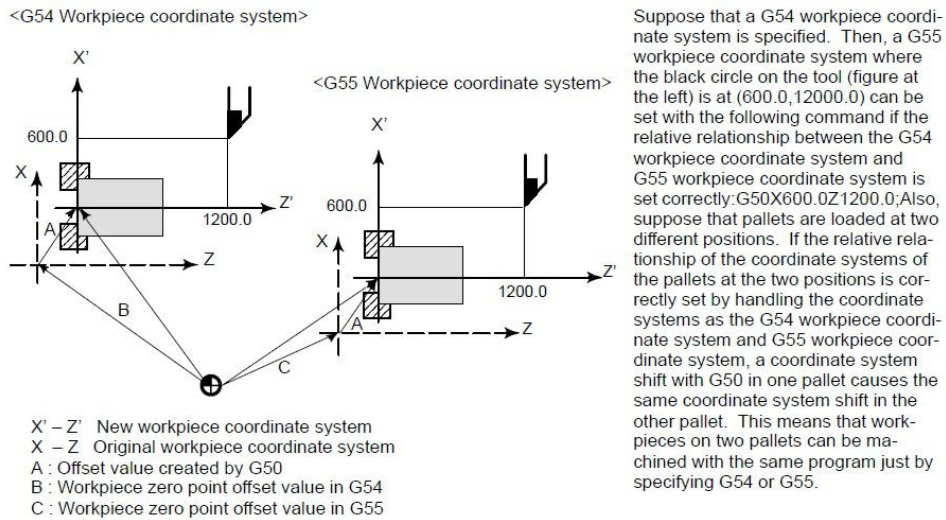 <G54 Workpiece coordinate system>
X’
600.0
X
A
Z’
1200.0
Z
B
<G55 Workpiece coordinate system>
X’
600.0
X
A
Z’
1200.0
Z
C
X’ – Z’ New workpiece coordinate system
X – Z Original workpiece coordinate system
A : Offset value created by G50
B : Workpiece zero point offset value in G54
C : Workpiece zero point offset value in G55
Suppose that a G54 workpiece coordi-
nate system is specified. Then, a G55
workpiece coordinate system where
the black circle on the tool (figure at
the left) is at (600.0,12000.0) can be
set with the following command if the
relative relationship between the G54
workpiece coordinate system and
G55 workpiece coordinate system is
set correctly:G50X600.0Z1200.0;Also,
suppose that pallets are loaded at two
different positions. If the relative rela-
tionship of the coordinate systems of
the pallets at the two positions is cor-
rectly set by handling the coordinate
systems as the G54 workpiece coordi-
nate system and G55 workpiece coor-
dinate system, a coordinate system
shift with G50 in one pallet causes the
same coordinate system shift in the
other pallet. This means that work-
pieces on two pallets can be ma-
chined with the same program just by
specifying G54 or G55.